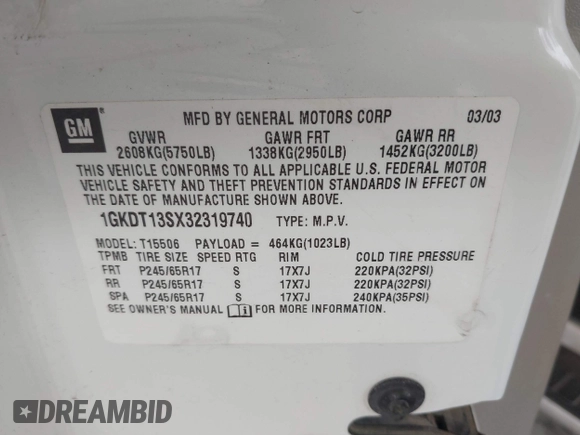 GM ®
MFD BY GENERAL MOTORS CORP 03/03
GVWR GAWR FRT GAWR RR
2608KG(5750LB) 1338KG(2950LB) 1452KG(3200LB)
THIS VEHICLE CONFORMS TO ALL APPLICABLE U.S. FEDERAL MOTOR
VEHICLE SAFETY AND THEFT PREVENTION STANDARDS IN EFFECT ON
THE DATE OF MANUFACTURE SHOWN ABOVE.
1GKDT13SX32319740 TYPE: M.P.V.
MODEL: T15506 PAYLOAD = 464KG(1023LB)
TPMB TIRE SIZE SPEED RTG RIM COLD TIRE PRESSURE
FRT P245/65R17 S 17X7J 220KPA(32PSI)
RR P245/65R17 S 17X7J 220KPA(32PSI)
SPA P245/65R17 S 17X7J 240KPA(35PSI)
SEE OWNER'S MANUAL i FOR MORE INFORMATION.
DREAMBID